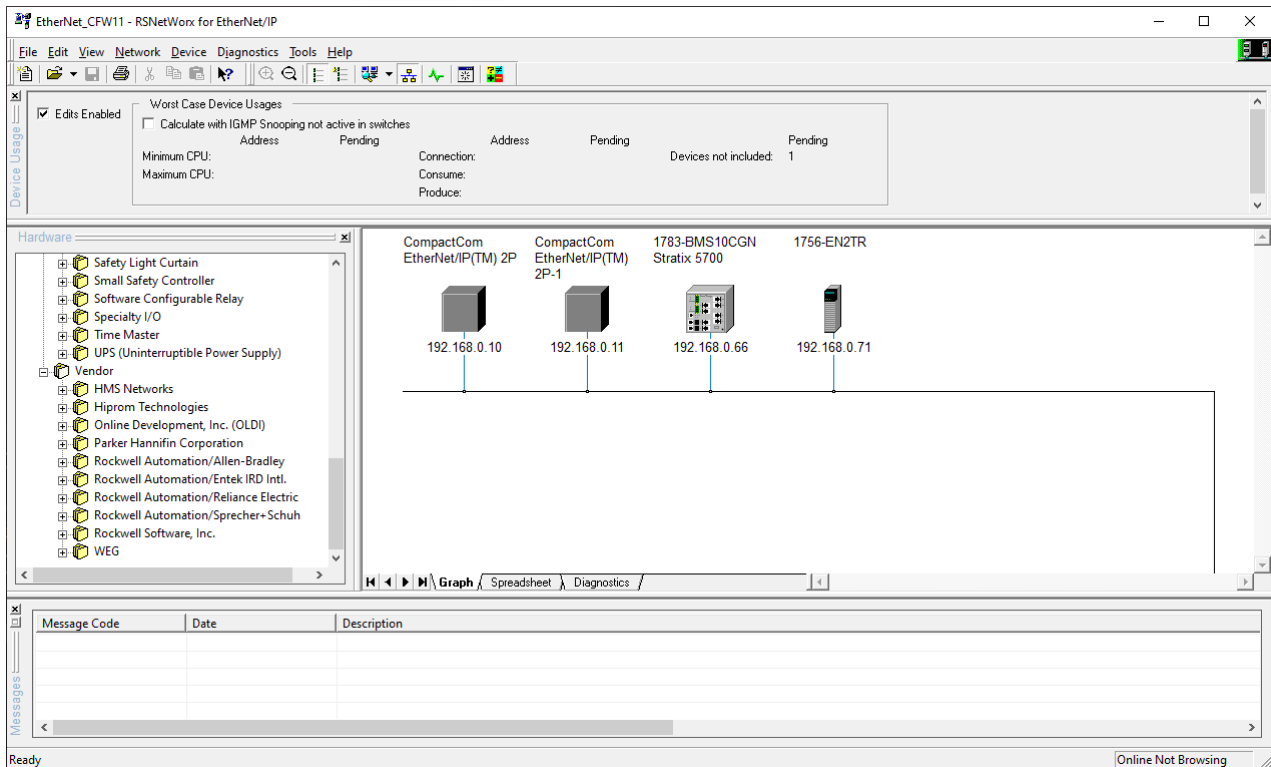 EtherNet_CFW11 - RSNetWorx for EtherNet/IP
File Edit View Network Device Diagnostics Tools Help
Device Usage
Edits Enabled
Worst Case Device Usages
Calculate with IGMP Snooping not active in switches
Address Pending Address Pending Pending
Minimum CPU: Connection: Devices not included: 1
Maximum CPU: Consume:
Produce:
Hardware
Safety Light Curtain
Small Safety Controller
Software Configurable Relay
Specialty I/O
Time Master
UPS (Uninterruptible Power Supply)
Vendor
HMS Networks
Hiprom Technologies
Online Development, Inc. (OLDI)
Parker Hannifin Corporation
Rockwell Automation/Allen-Bradley
Rockwell Automation/Entek IRD Intl.
Rockwell Automation/Reliance Electric
Rockwell Automation/Sprecher+Schuh
Rockwell Software, Inc.
WEG
CompactCom
EtherNet/IP(TM) 2P
192.168.0.10
CompactCom
EtherNet/IP(TM)
2P-1
192.168.0.11
1783-BMS10CGN
Stratix 5700
192.168.0.66
1756-EN2TR
192.168.0.71
Graph Spreadsheet Diagnostics
Messages
Message Code Date Description
Ready
Online Not Browsing